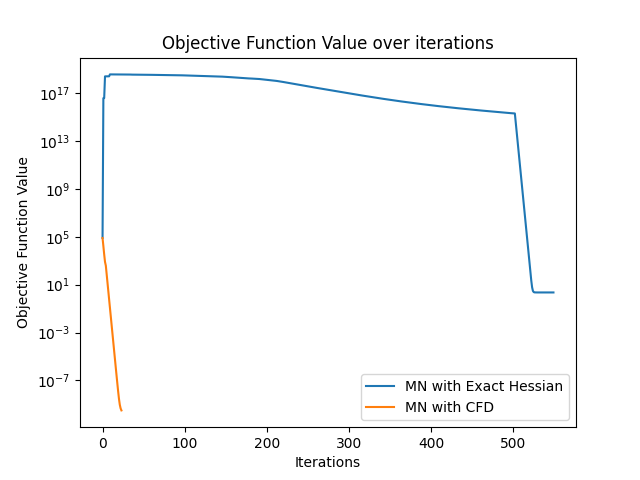 Objective Function Value over iterations
Objective Function Value
10^17
10^13
10^9
10^5
10^1
10^−3
10^−7
0 100 200 300 400 500
Iterations
MN with Exact Hessian
MN with CFD